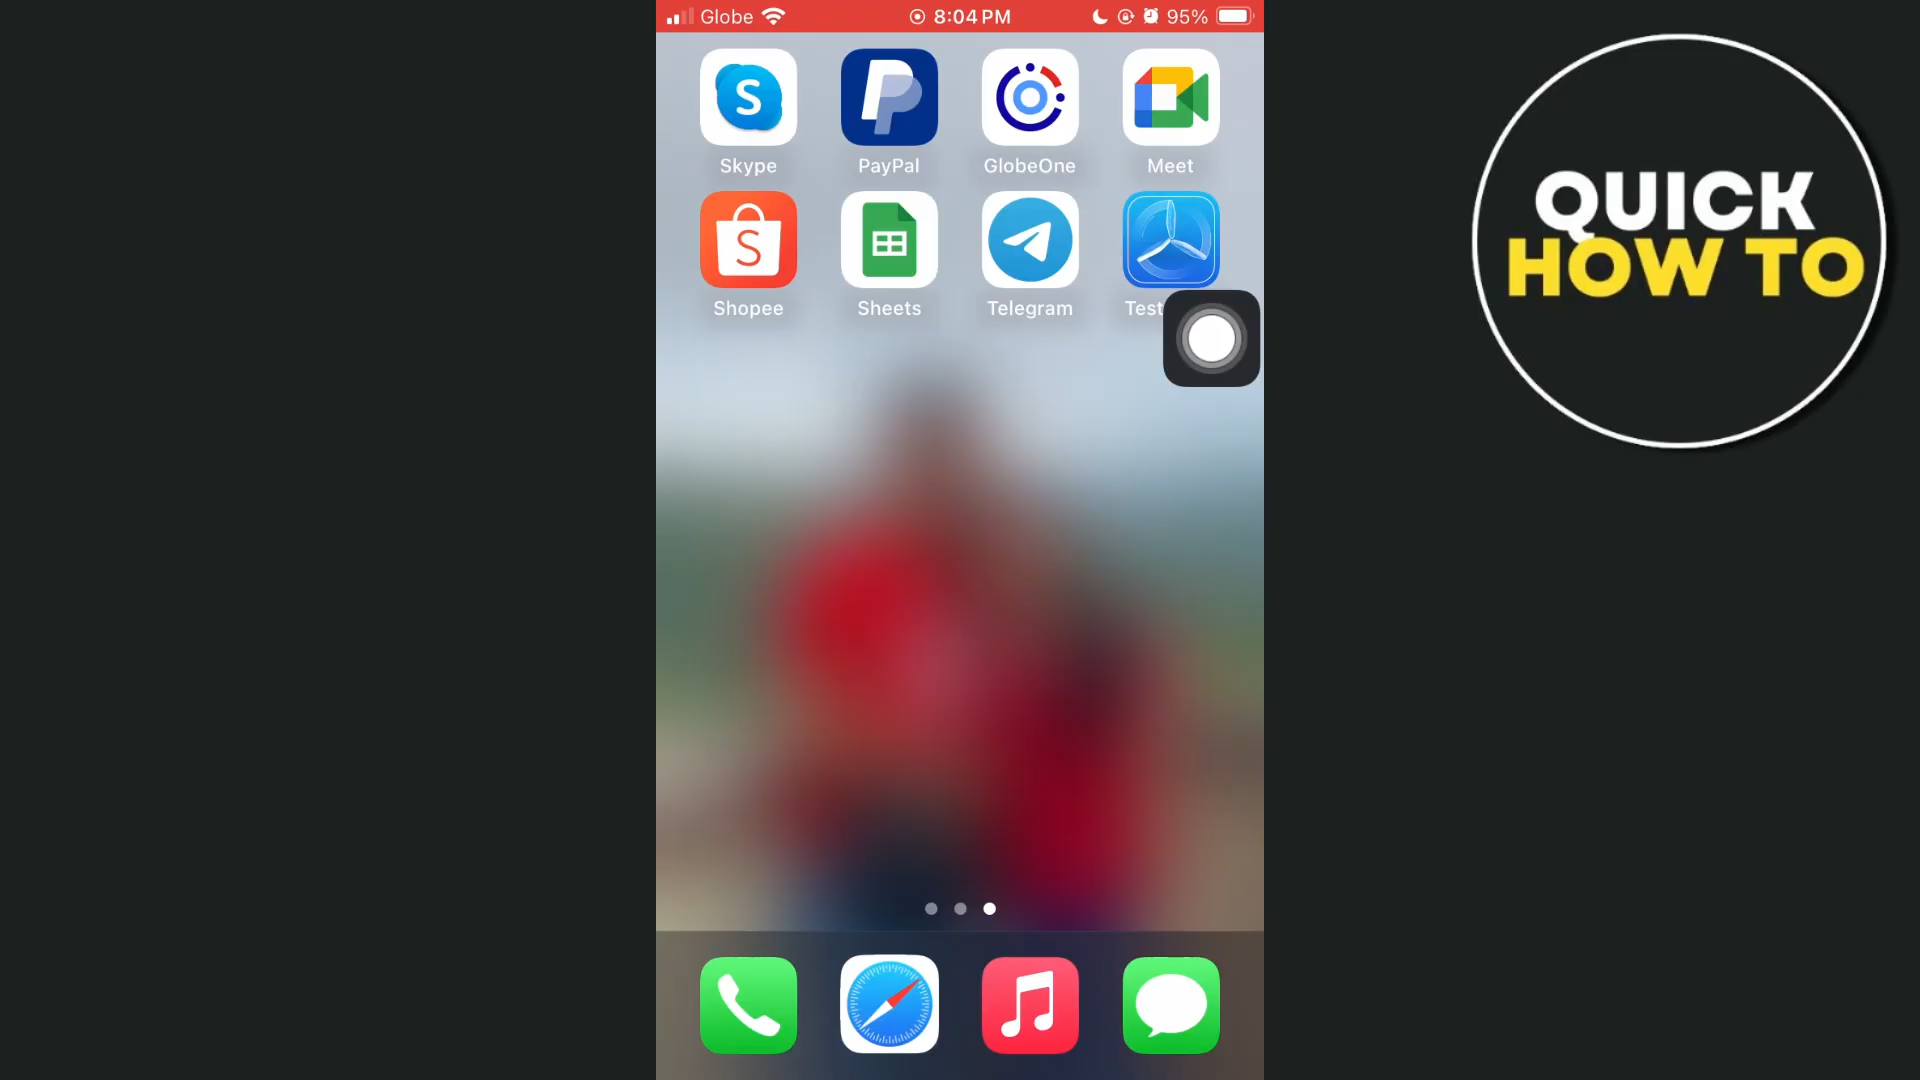 Globe 8:04 PM 95%
Skype PayPal GlobeOne Meet
S
Shopee Sheets Telegram Test
QUICK
HOW TO